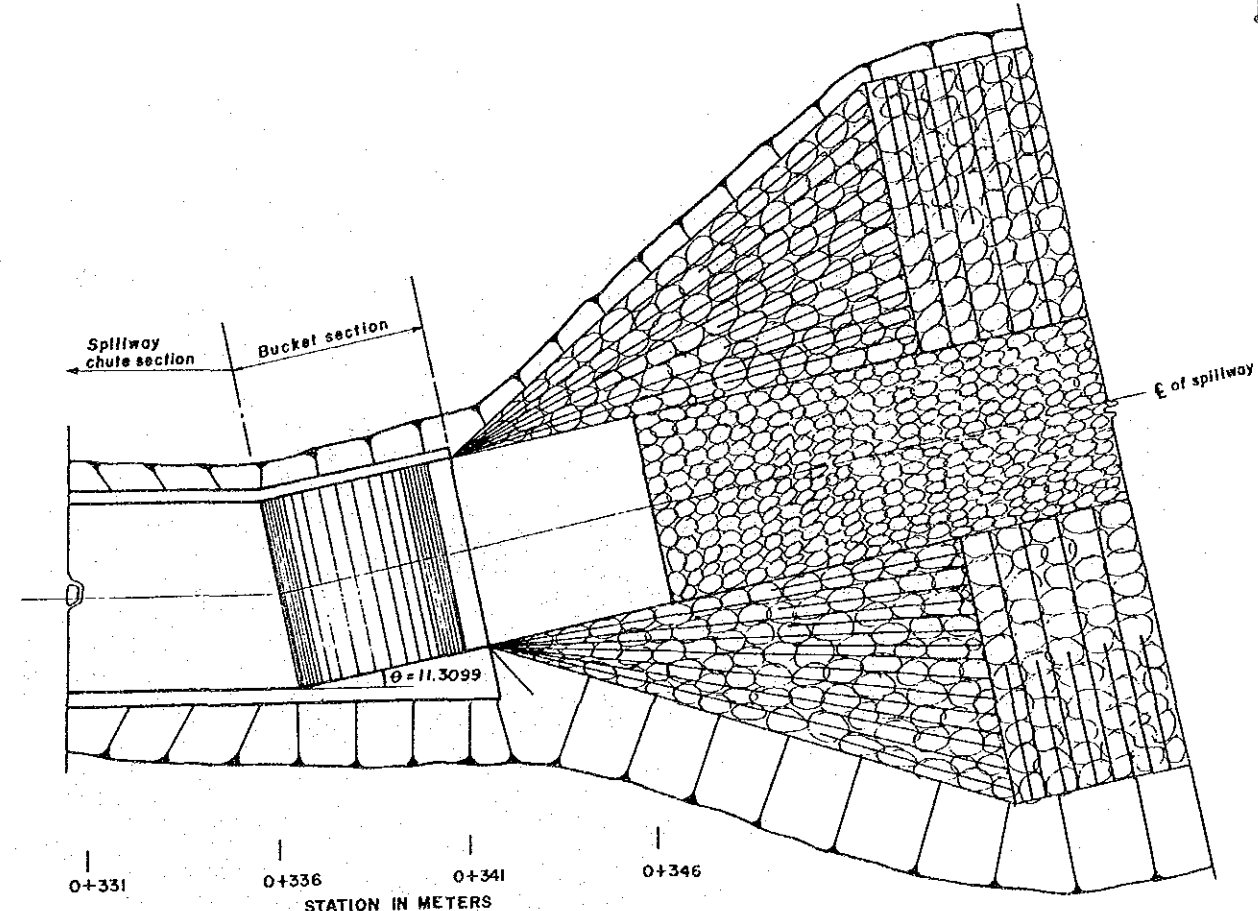 Spillway
chute section
Bucket section
℄ of spillway
θ = 11.3099
0+331
0+336
0+341
0+346
STATION IN METERS